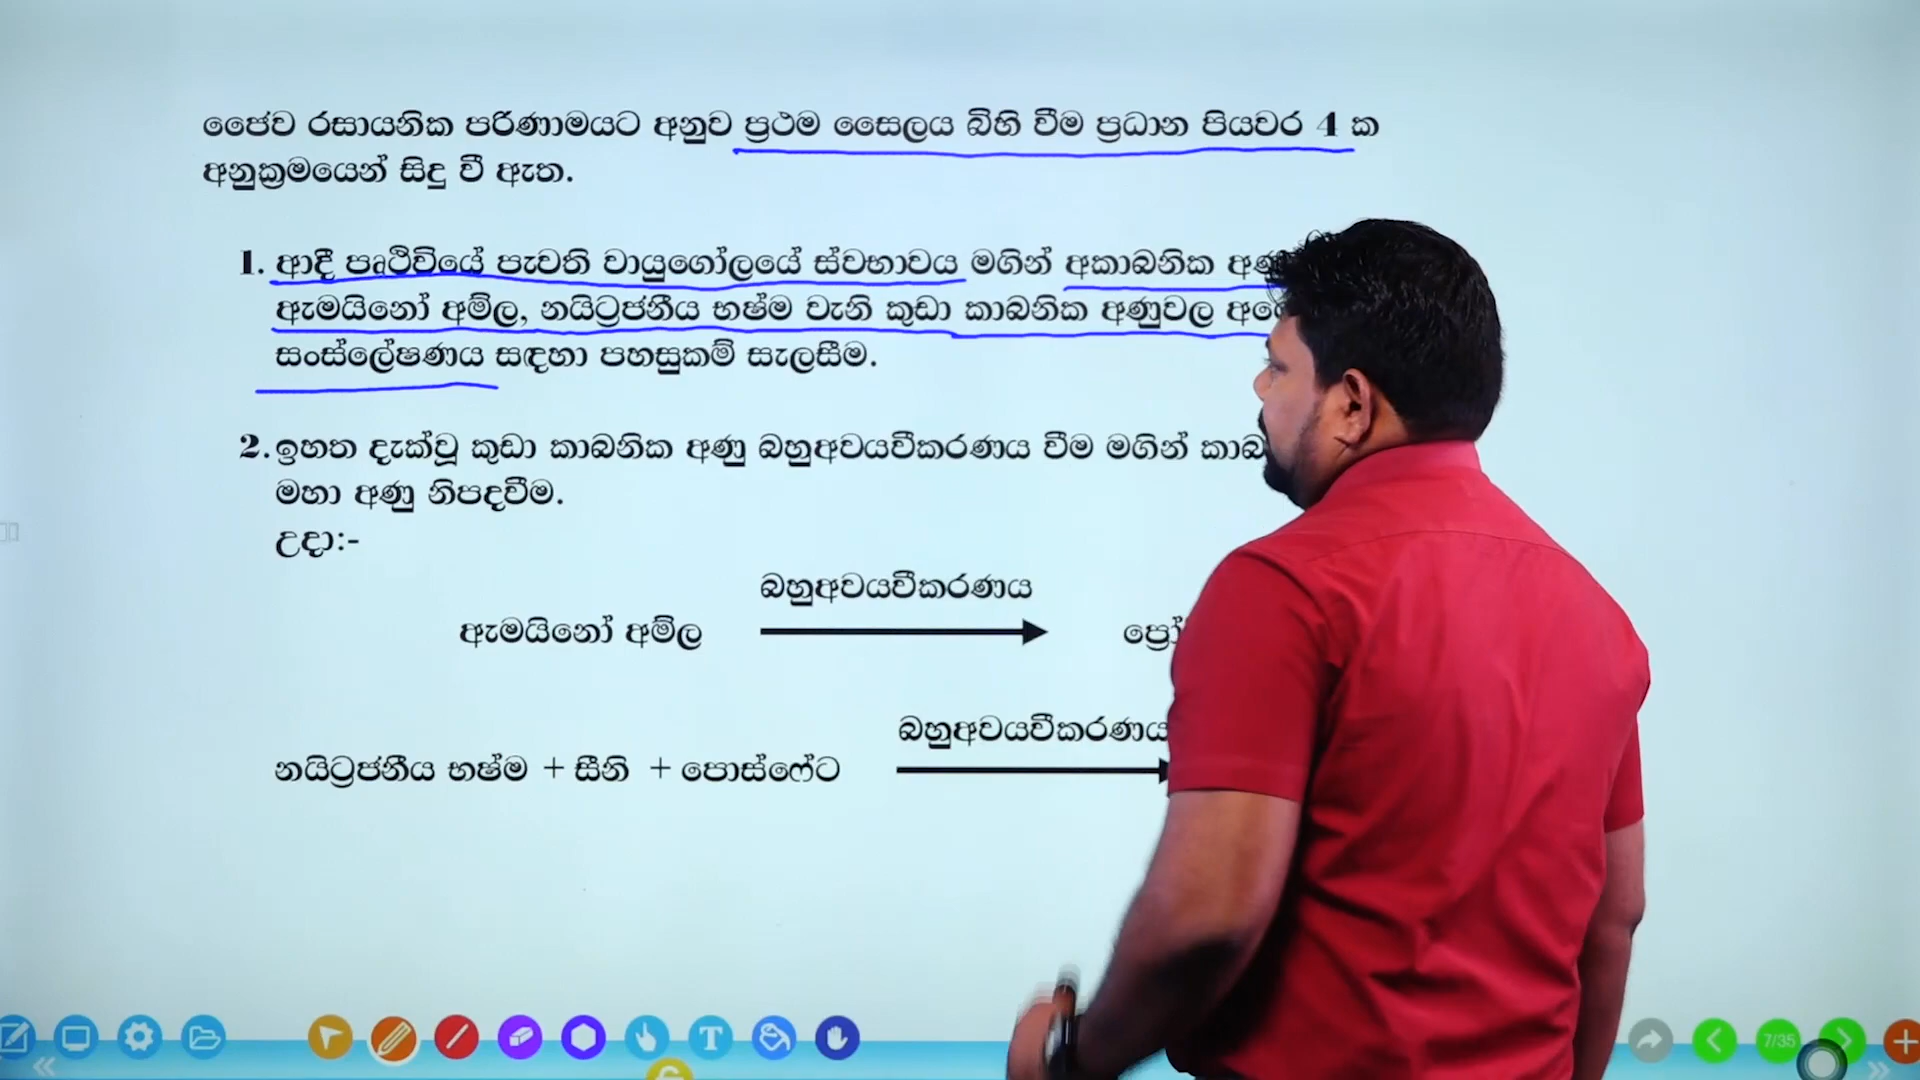 ජෛව රසායනික පරිණාමයට අනුව ප්‍රථම සෛලය බිහි වීම ප්‍රධාන පියවර 4 ක
අනුක්‍රමයෙන් සිදු වී ඇත.
1. ආදී පෘථිවියේ පැවති වායුගෝලයේ ස්වභාවය මගින් අකාබනික
ඇමයිනෝ අම්ල, නයිට්‍රජනීය භෂ්ම වැනි කුඩා කාබනික අණුවල
සංස්ලේෂණය සඳහා පහසුකම් සැලසීම.
2. ඉහත දැක්වූ කුඩා කාබනික අණු බහුඅවයවීකරණය වීම මගින්
මහා අණු නිපදවීම.
උදා:-
බහුඅවයවීකරණය
ඇමයිනෝ අම්ල
බහුඅවයවීකරණය
නයිට්‍රජනීය භෂ්ම + සීනි + පොස්ෆේට
7/35